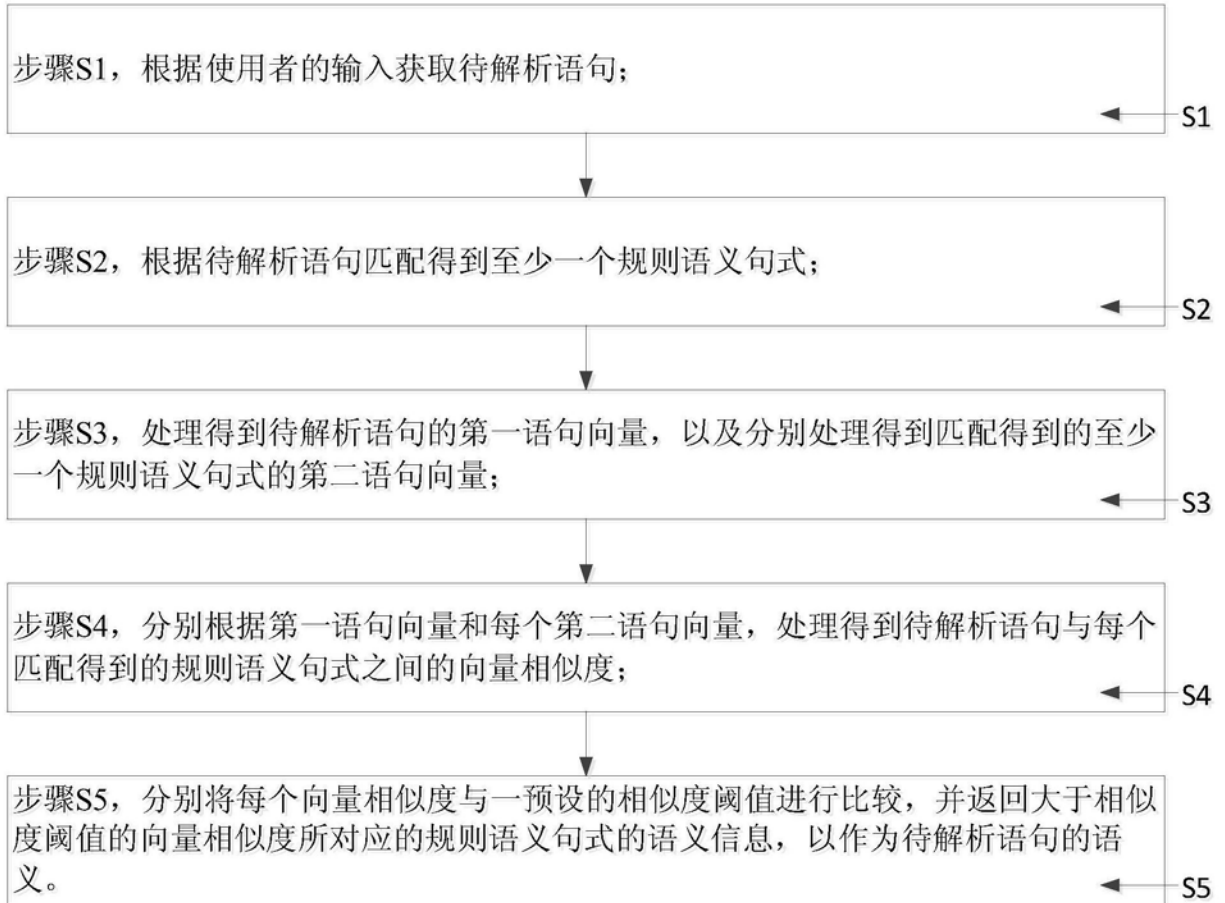 步骤S1，根据使用者的输入获取待解析语句；
S1
步骤S2，根据待解析语句匹配得到至少一个规则语义句式；
S2
步骤S3，处理得到待解析语句的第一语句向量，以及分别处理得到匹配得到的至少
一个规则语义句式的第二语句向量；
S3
步骤S4，分别根据第一语句向量和每个第二语句向量，处理得到待解析语句与每个
匹配得到的规则语义句式之间的向量相似度；
S4
步骤S5，分别将每个向量相似度与一预设的相似度阈值进行比较，并返回大于相似
度阈值的向量相似度所对应的规则语义句式的语义信息，以作为待解析语句的语
义。
S5